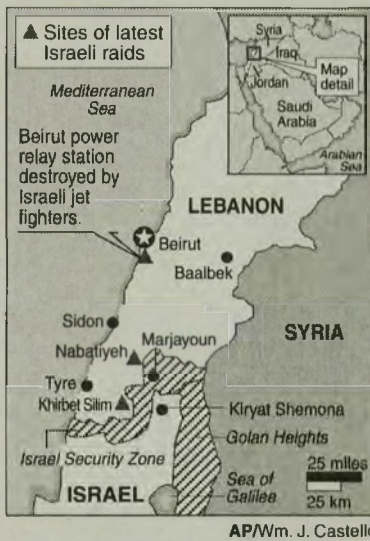 ▲ Sites of latest
Israeli raids
Syria
Iraq
Map
detail
Jordan
Saudi
Arabia
Arabian
Sea
Mediterranean
Sea
Beirut power
relay station
destroyed by
Israeli jet
fighters.
LEBANON
Beirut
Baalbek
Sidon
Marjayoun
SYRIA
Nabatiyeh
Tyre
Khirbet Silim
Kiryat Shemona
Golan Heights
Israel Security Zone
25 miles
25 km
Sea of
Galilee
ISRAEL
AP/Wm. J. Castello